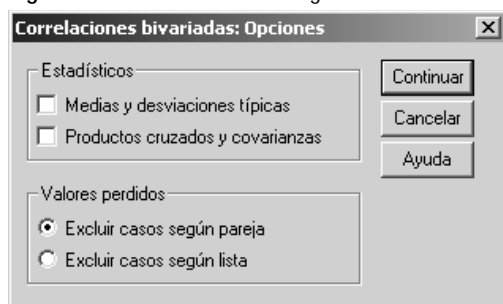 Correlaciones bivariadas: Opciones
Estadísticos
Medias y desviaciones típicas
Productos cruzados y covarianzas
Valores perdidos
Excluir casos según pareja
Excluir casos según lista
Continuar
Cancelar
Ayuda